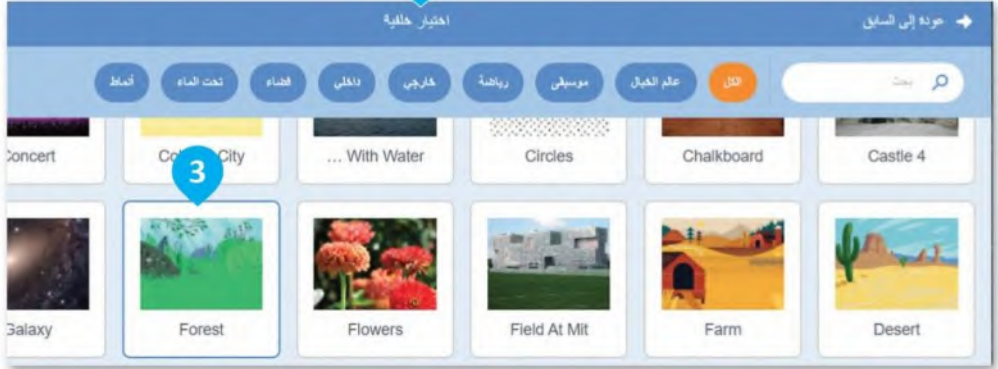 عودة إلى السابق
اختيار خلفية
بحث
الكل
عالم الخيال
موسيقى
رياضة
خارجي
داخلي
فضاء
تحت الماء
أنماط
Castle 4
Chalkboard
Circles
... With Water
City
Concert
3
Desert
Farm
Field At Mit
Flowers
Forest
Galaxy